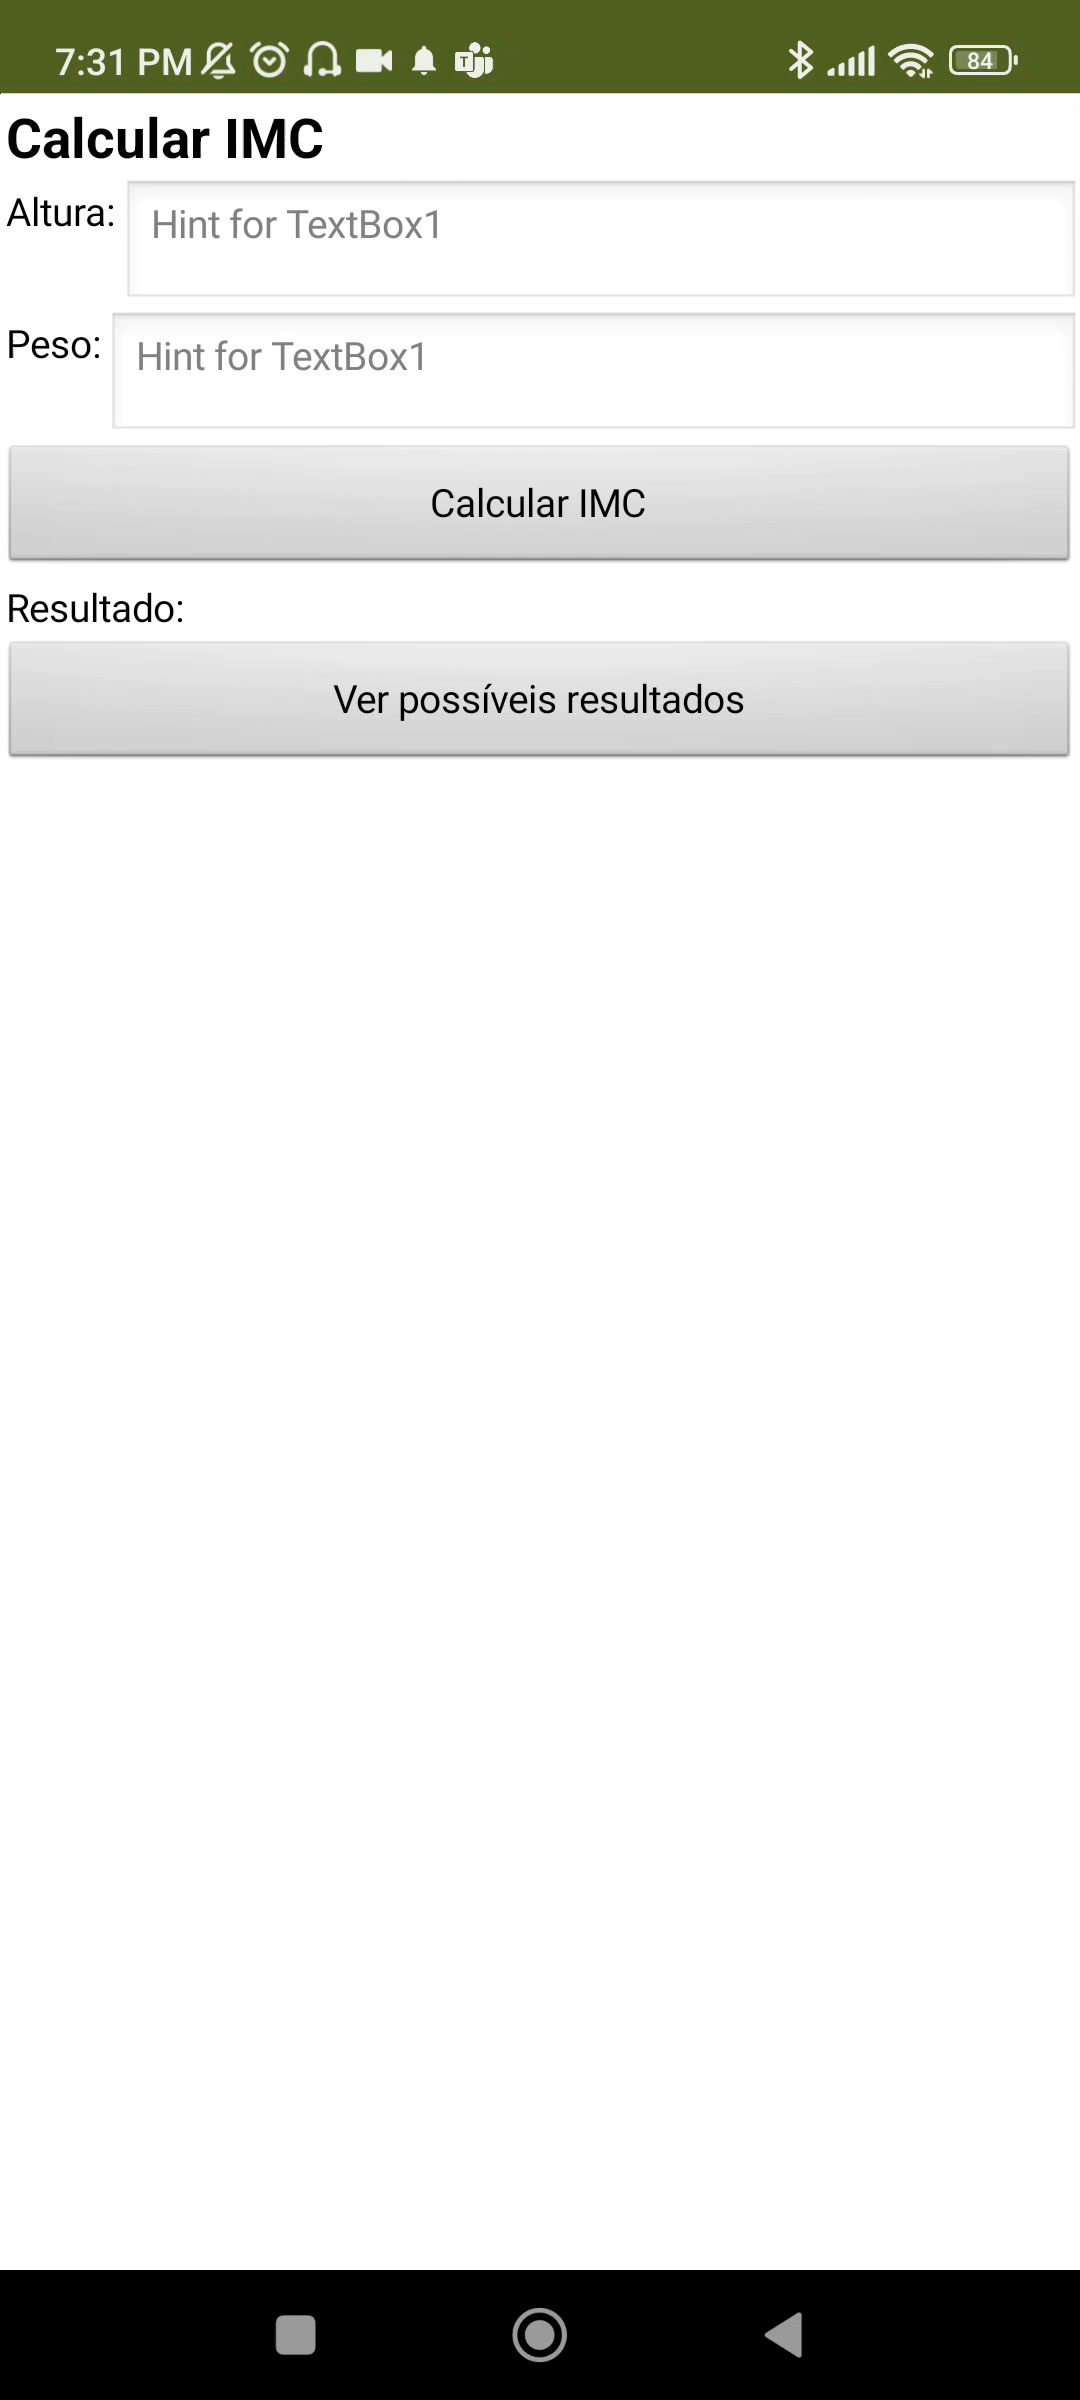 7:31 PM 84
Calcular IMC
Altura: Hint for TextBox1
Peso: Hint for TextBox1
Calcular IMC
Resultado:
Ver possíveis resultados